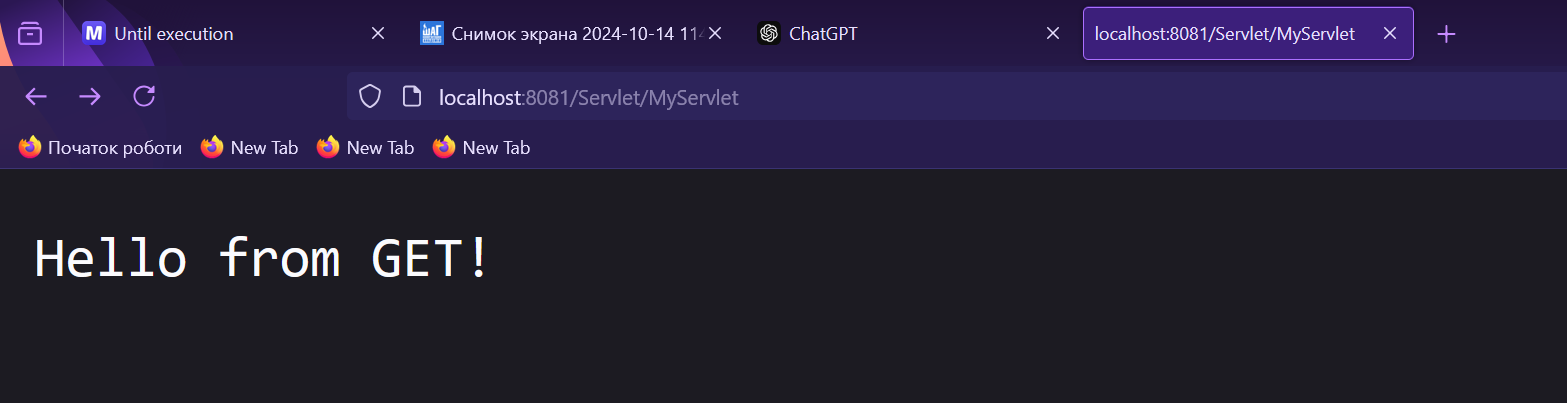 Until execution
Снимок экрана 2024-10-14 114
ChatGPT
localhost:8081/Servlet/MyServlet
localhost:8081/Servlet/MyServlet
Початок роботи
New Tab
New Tab
New Tab
Hello from GET!